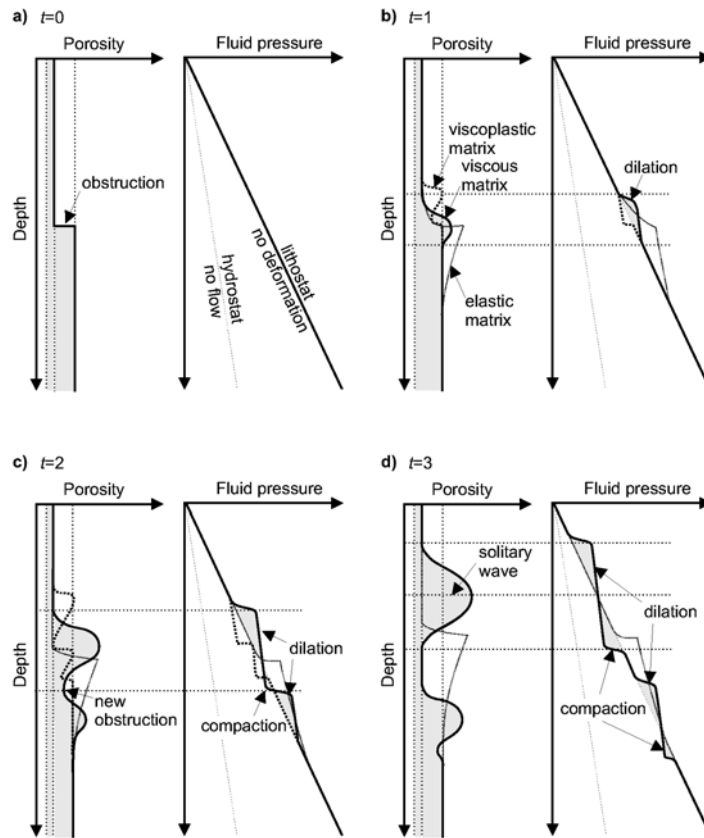 a) t=0
Porosity
Fluid pressure
Depth
obstruction
hydrostat
no flow
lithostat
no deformation
b) t=1
Porosity
Fluid pressure
Depth
viscoplastic
matrix
viscous
matrix
elastic
matrix
dilation
c) t=2
Porosity
Fluid pressure
Depth
new
obstruction
dilation
compaction
d) t=3
Porosity
Fluid pressure
Depth
solitary
wave
dilation
compaction